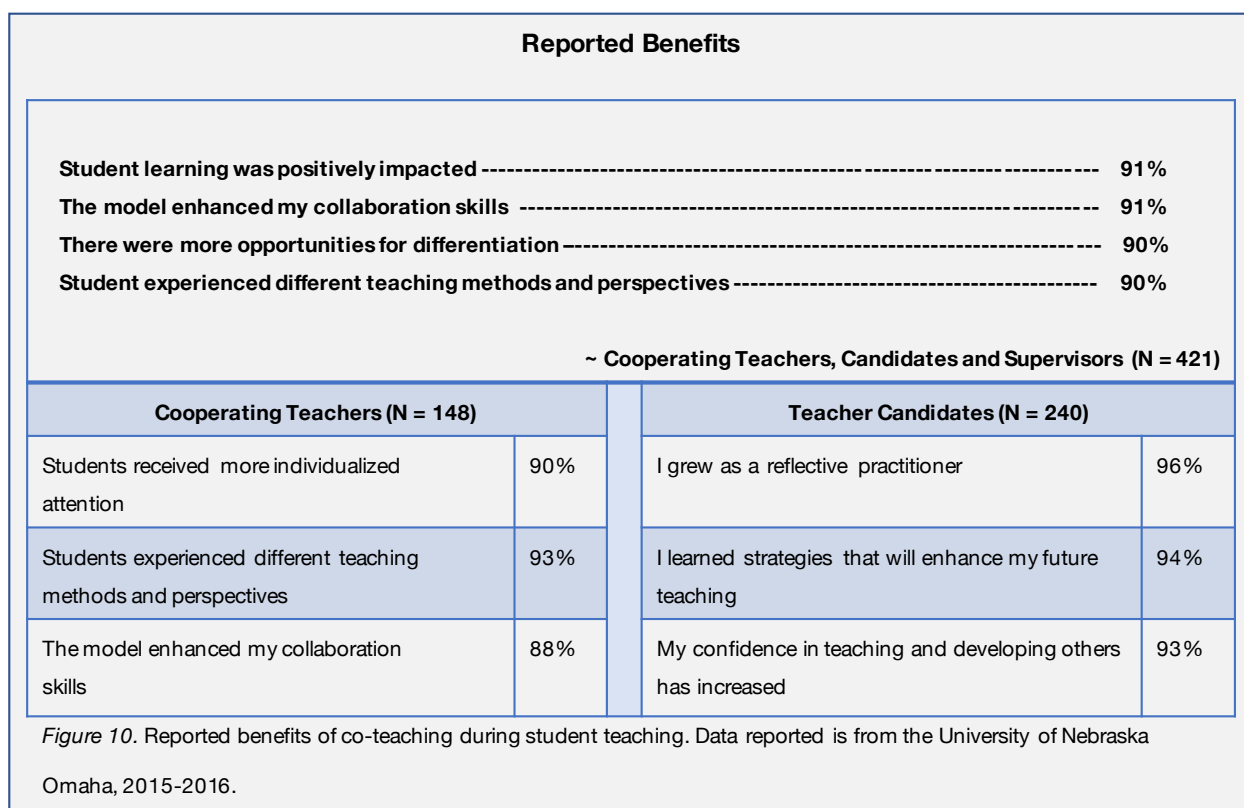 Reported Benefits
Student learning was positively impacted ------------------------------------------------------------------------- 91%
The model enhanced my collaboration skills -------------------------------------------------------------------- 91%
There were more opportunities for differentiation --------------------------------------------------------------- 90%
Student experienced different teaching methods and perspectives ------------------------------------------- 90%
~ Cooperating Teachers, Candidates and Supervisors (N = 421)
Cooperating Teachers (N = 148)
Teacher Candidates (N = 240)
Students received more individualized
attention
90%
I grew as a reflective practitioner
96%
Students experienced different teaching
methods and perspectives
93%
I learned strategies that will enhance my future
teaching
94%
The model enhanced my collaboration
skills
88%
My confidence in teaching and developing others
has increased
93%
Figure 10. Reported benefits of co-teaching during student teaching. Data reported is from the University of Nebraska
Omaha, 2015-2016.